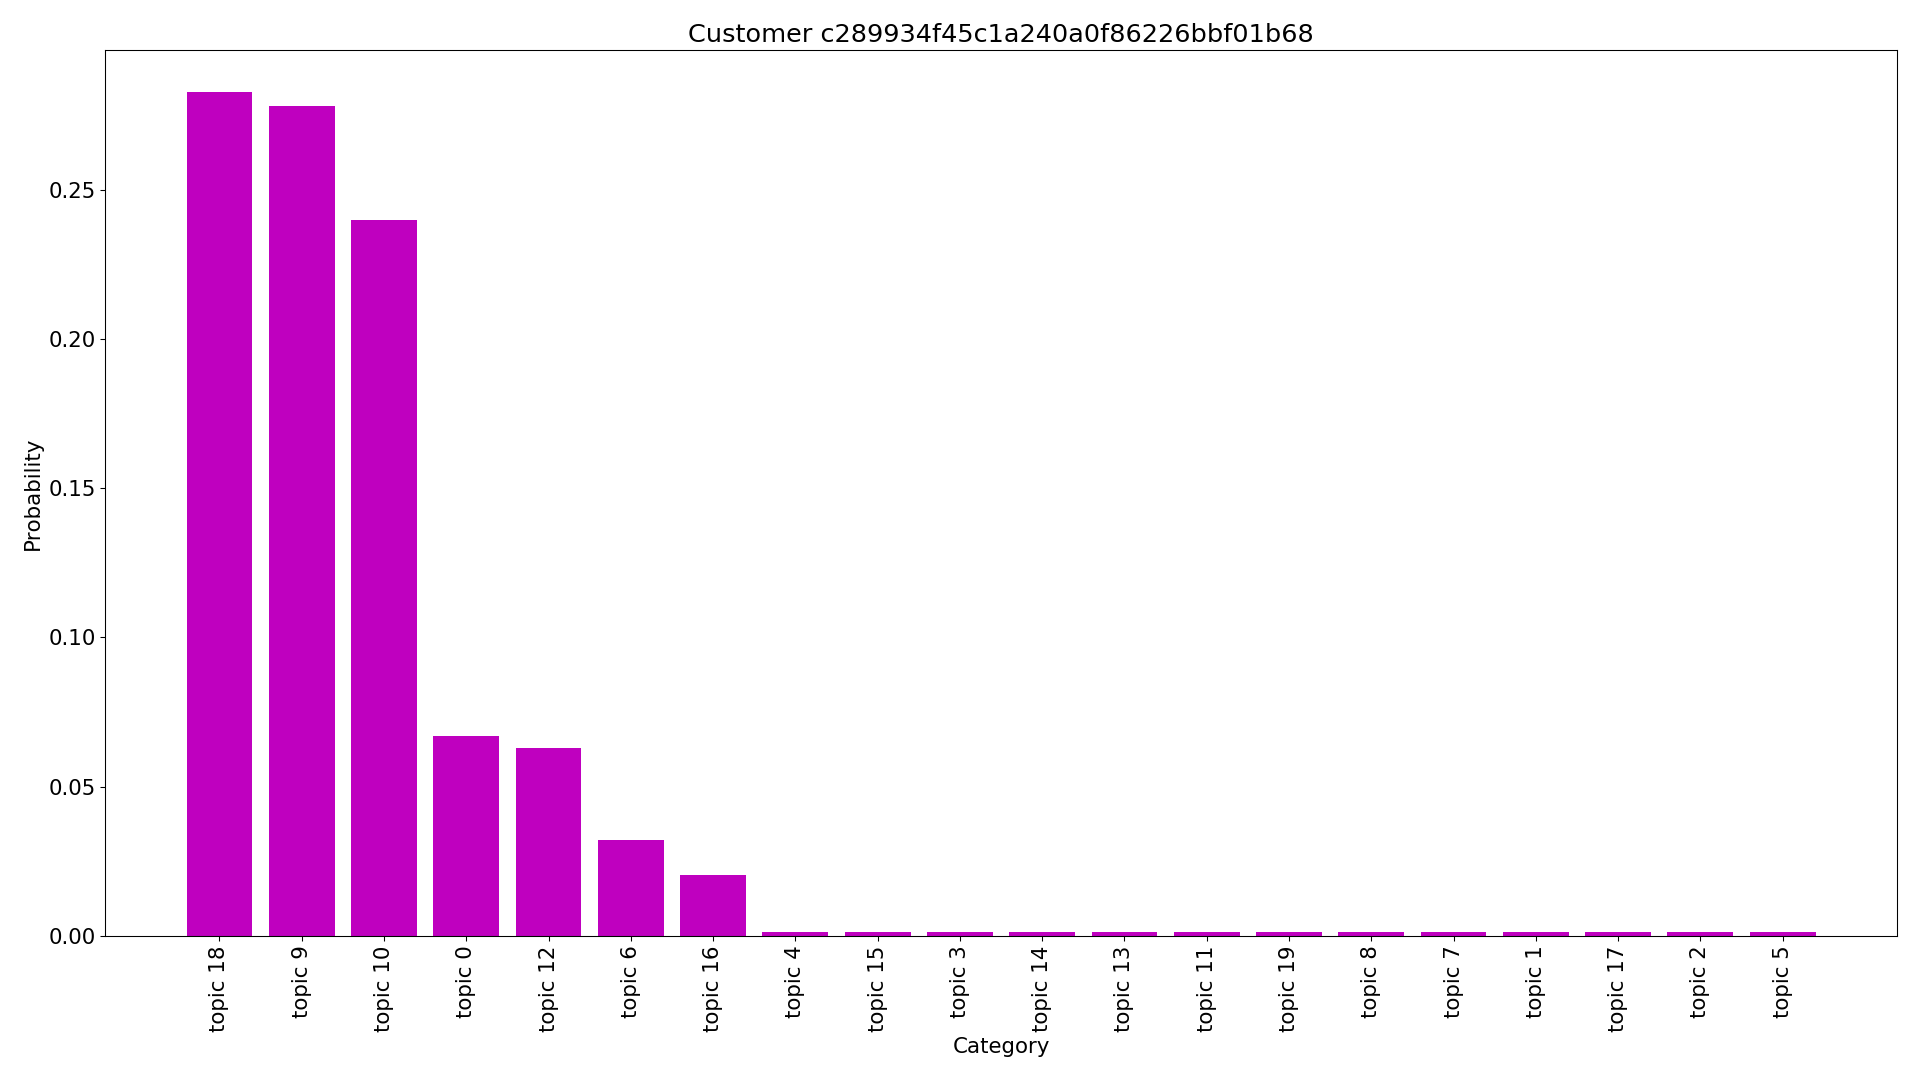 Customer c289934f45c1a240a0f86226bbf01b68
Probability
0.25
0.20
0.15
0.10
0.05
0.00
topic 18
topic 9
topic 10
topic 0
topic 12
topic 6
topic 16
topic 4
topic 15
topic 3
topic 14
topic 13
topic 11
topic 19
topic 8
topic 7
topic 1
topic 17
topic 2
topic 5
Category